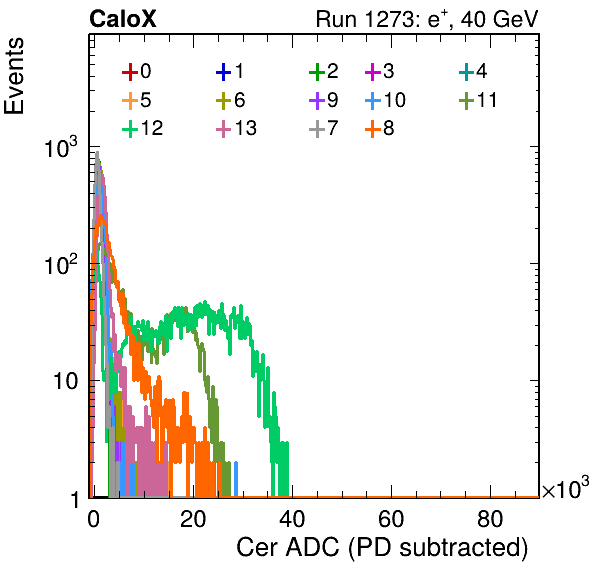 CaloX Run 1273: e⁺, 40 GeV
Events
0 1 2 3 4
5 6 9 10 11
12 13 7 8
10³
10²
10
1
0 20 40 60 80 ×10³
Cer ADC (PD subtracted)